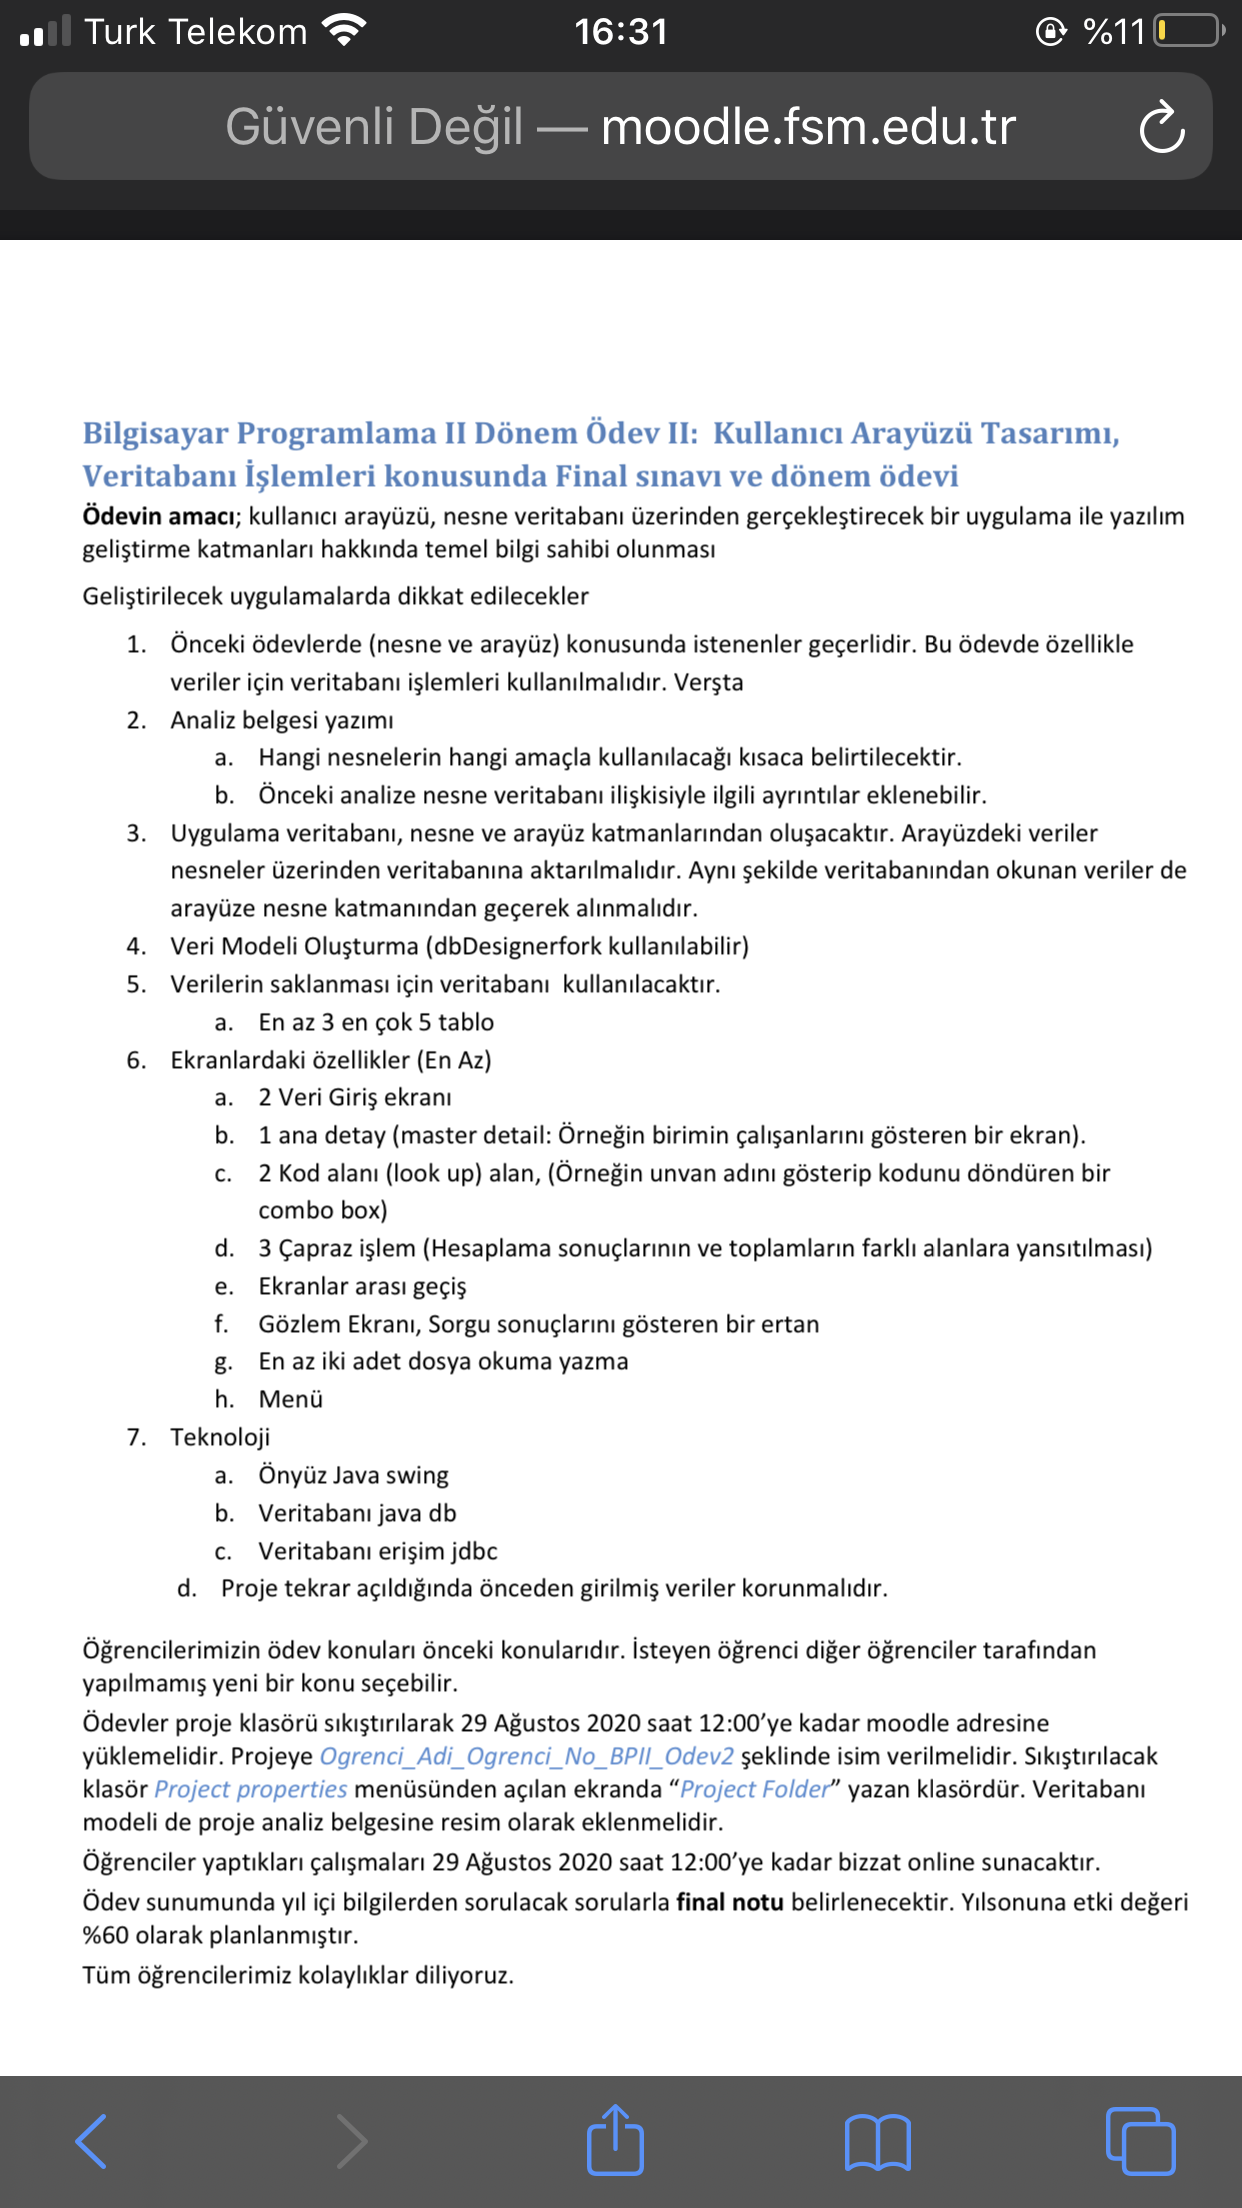 Turk Telekom 16:31 %11
Güvenli Değil — moodle.fsm.edu.tr
Bilgisayar Programlama II Dönem Ödev II:  Kullanıcı Arayüzü Tasarımı,
Veritabanı İşlemleri konusunda Final sınavı ve dönem ödevi
Ödevin amacı; kullanıcı arayüzü, nesne veritabanı üzerinden gerçekleştirecek bir uygulama ile yazılım
geliştirme katmanları hakkında temel bilgi sahibi olunması
Geliştirilecek uygulamalarda dikkat edilecekler
1. Önceki ödevlerde (nesne ve arayüz) konusunda istenenler geçerlidir. Bu ödevde özellikle
veriler için veritabanı işlemleri kullanılmalıdır. Verşta
2. Analiz belgesi yazımı
a. Hangi nesnelerin hangi amaçla kullanılacağı kısaca belirtilecektir.
b. Önceki analize nesne veritabanı ilişkisiyle ilgili ayrıntılar eklenebilir.
3. Uygulama veritabanı, nesne ve arayüz katmanlarından oluşacaktır. Arayüzdeki veriler
nesneler üzerinden veritabanına aktarılmalıdır. Aynı şekilde veritabanından okunan veriler de
arayüze nesne katmanından geçerek alınmalıdır.
4. Veri Modeli Oluşturma (dbDesignerfork kullanılabilir)
5. Verilerin saklanması için veritabanı  kullanılacaktır.
a. En az 3 en çok 5 tablo
6. Ekranlardaki özellikler (En Az)
a. 2 Veri Giriş ekranı
b. 1 ana detay (master detail: Örneğin birimin çalışanlarını gösteren bir ekran).
c. 2 Kod alanı (look up) alan, (Örneğin unvan adını gösterip kodunu döndüren bir
combo box)
d. 3 Çapraz işlem (Hesaplama sonuçlarının ve toplamların farklı alanlara yansıtılması)
e. Ekranlar arası geçiş
f. Gözlem Ekranı, Sorgu sonuçlarını gösteren bir ertan
g. En az iki adet dosya okuma yazma
h. Menü
7. Teknoloji
a. Önyüz Java swing
b. Veritabanı java db
c. Veritabanı erişim jdbc
d. Proje tekrar açıldığında önceden girilmiş veriler korunmalıdır.
Öğrencilerimizin ödev konuları önceki konularıdır. İsteyen öğrenci diğer öğrenciler tarafından
yapılmamış yeni bir konu seçebilir.
Ödevler proje klasörü sıkıştırılarak 29 Ağustos 2020 saat 12:00’ye kadar moodle adresine
yüklemelidir. Projeye Ogrenci_Adi_Ogrenci_No_BPII_Odev2 şeklinde isim verilmelidir. Sıkıştırılacak
klasör Project properties menüsünden açılan ekranda “Project Folder” yazan klasördür. Veritabanı
modeli de proje analiz belgesine resim olarak eklenmelidir.
Öğrenciler yaptıkları çalışmaları 29 Ağustos 2020 saat 12:00’ye kadar bizzat online sunacaktır.
Ödev sunumunda yıl içi bilgilerden sorulacak sorularla final notu belirlenecektir. Yılsonuna etki değeri
%60 olarak planlanmıştır.
Tüm öğrencilerimiz kolaylıklar diliyoruz.